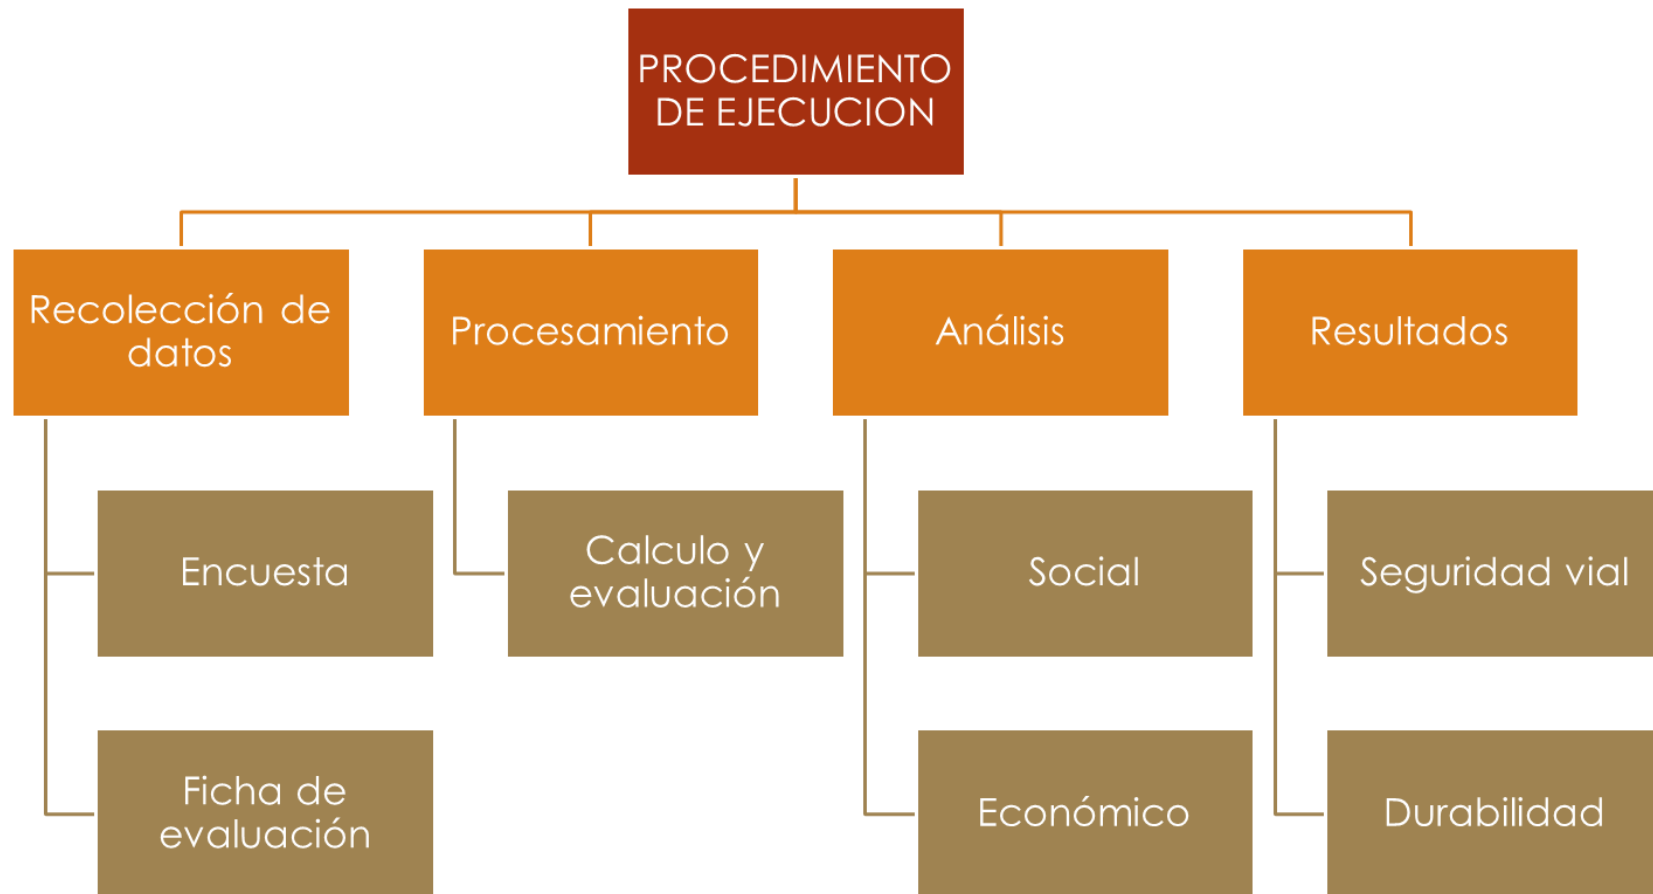 PROCEDIMIENTO
DE EJECUCION
Recolección de
datos
Procesamiento
Análisis
Resultados
Encuesta
Calculo y
evaluación
Social
Seguridad vial
Ficha de
evaluación
Económico
Durabilidad